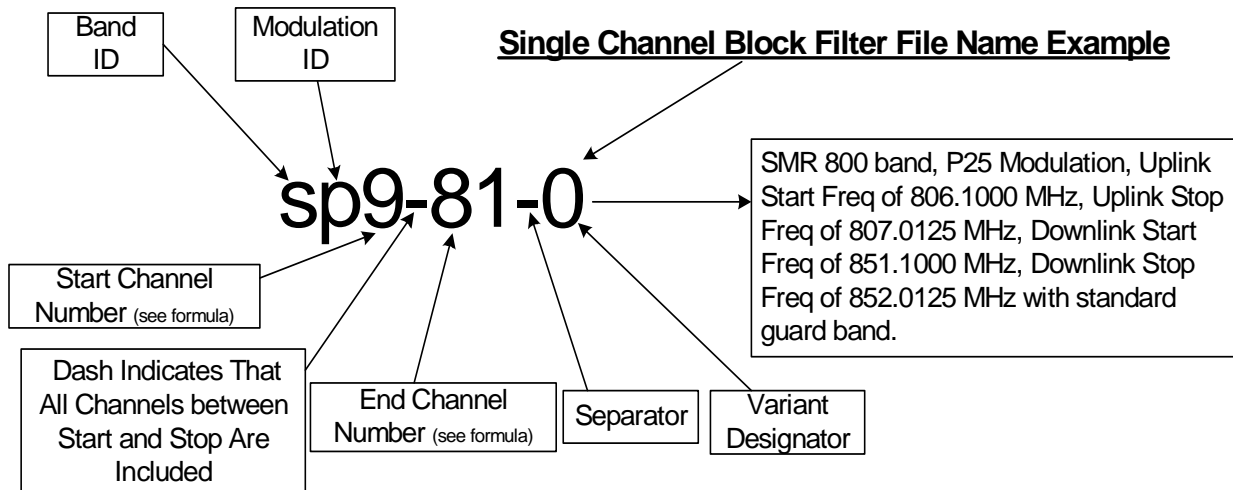 Band
ID
Modulation
ID
Single Channel Block Filter File Name Example
sp9-81-0
SMR 800 band, P25 Modulation, Uplink
Start Freq of 806.1000 MHz, Uplink Stop
Freq of 807.0125 MHz, Downlink Start
Freq of 851.1000 MHz, Downlink Stop
Freq of 852.0125 MHz with standard
guard band.
Start Channel
Number (see formula)
Dash Indicates That
All Channels between
Start and Stop Are
Included
End Channel
Number (see formula)
Separator
Variant
Designator